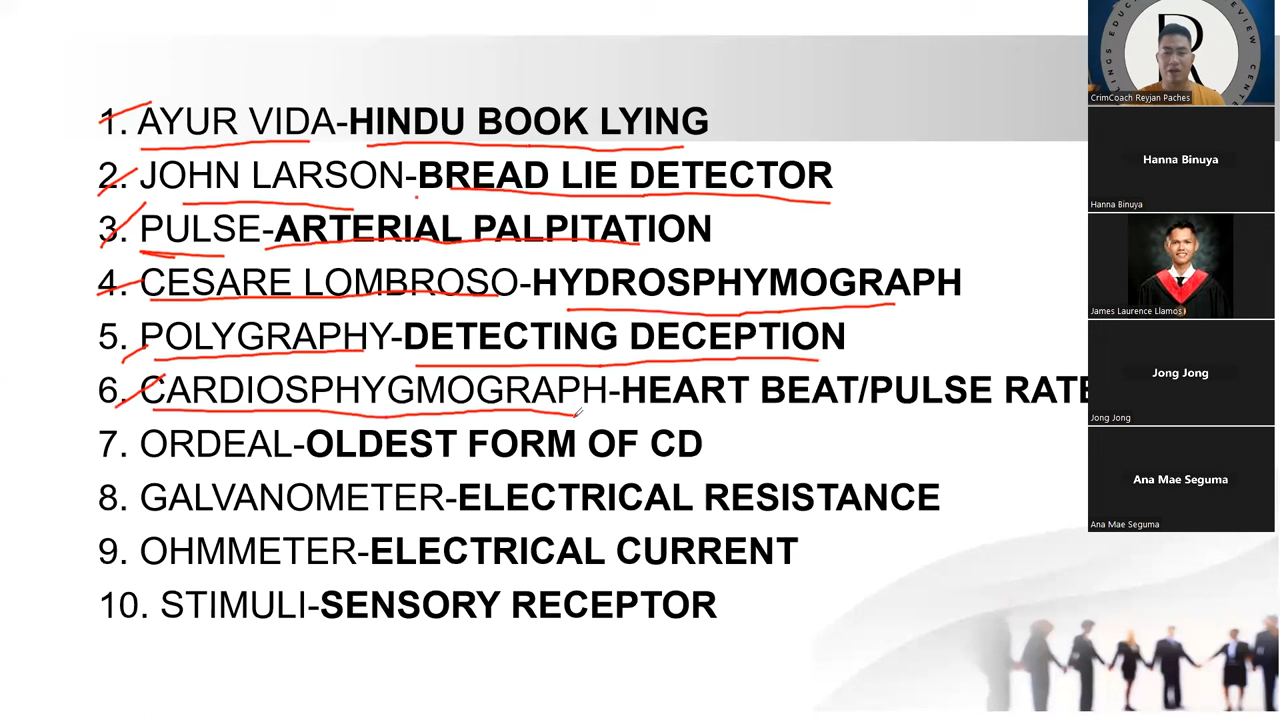 1. AYUR VIDA-HINDU BOOK LYING
2. JOHN LARSON-BREAD LIE DETECTOR
3. PULSE-ARTERIAL PALPITATION
4. CESARE LOMBROSO-HYDROSPHYMOGRAPH
5. POLYGRAPHY-DETECTING DECEPTION
6. CARDIOSPHYGMOGRAPH-HEART BEAT/PULSE RATE
7. ORDEAL-OLDEST FORM OF CD
8. GALVANOMETER-ELECTRICAL RESISTANCE
9. OHMMETER-ELECTRICAL CURRENT
10. STIMULI-SENSORY RECEPTOR
R
CrimCoach Reyjan Paches
Hanna Binuya
Hanna Binuya
James Laurence Llamos
Jong Jong
Jong Jong
Ana Mae Seguma
Ana Mae Seguma